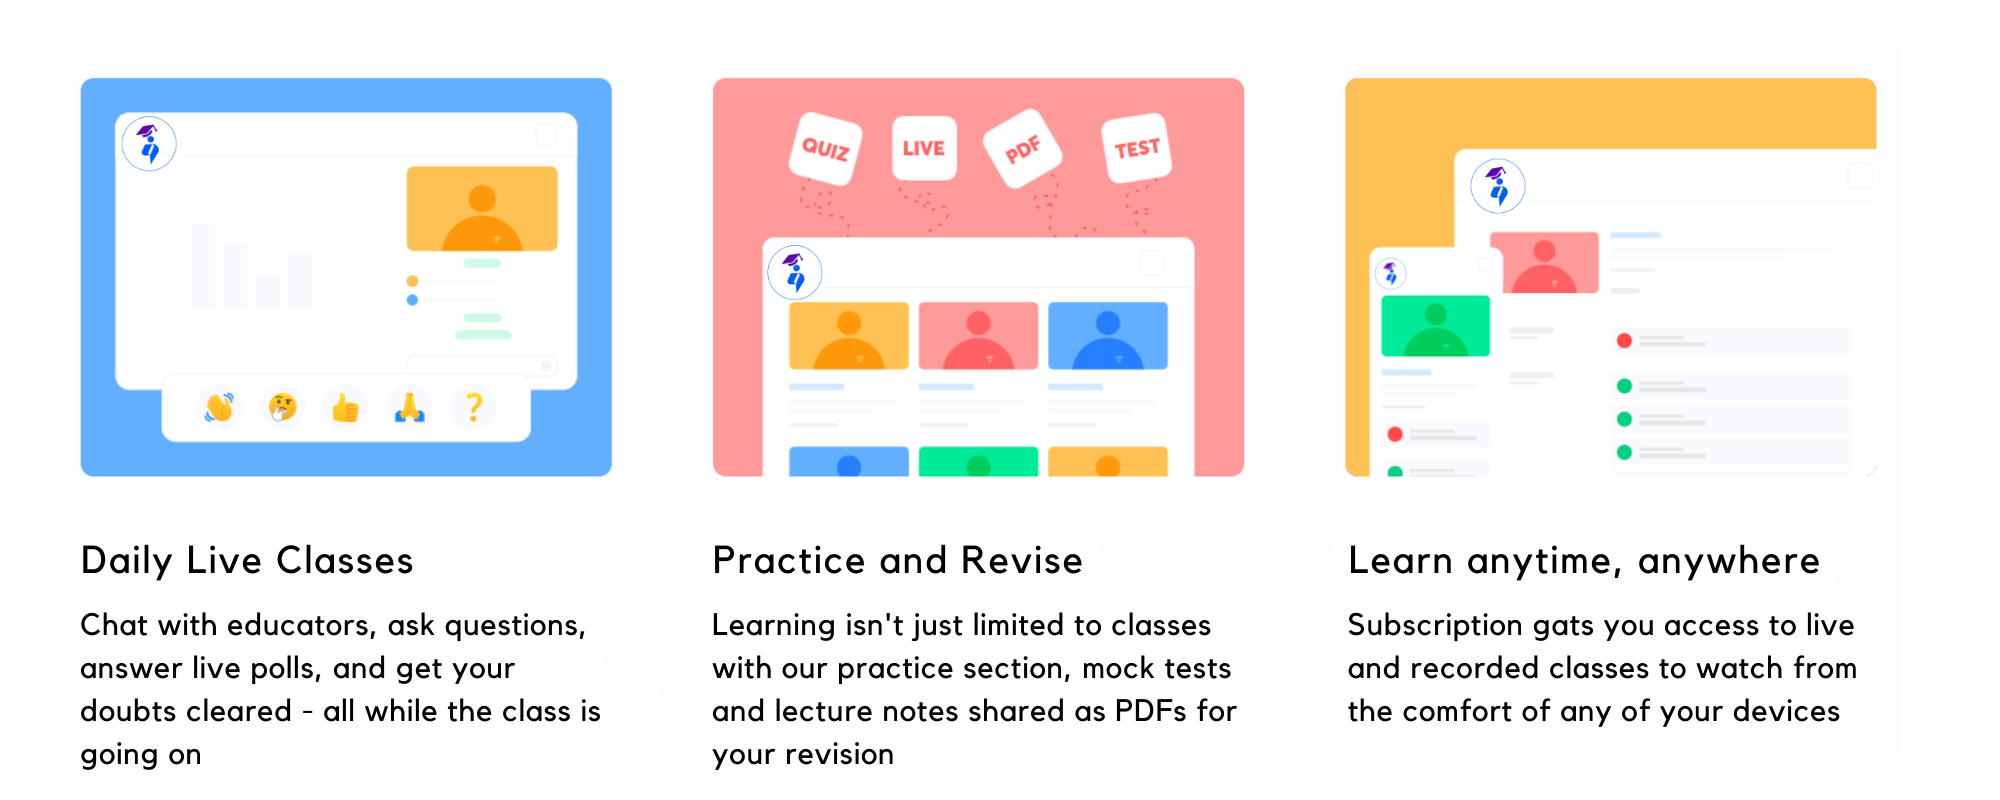 QUIZ
LIVE
PDF
TEST
Daily Live Classes
Chat with educators, ask questions,
answer live polls, and get your
doubts cleared - all while the class is
going on
Practice and Revise
Learning isn't just limited to classes
with our practice section, mock tests
and lecture notes shared as PDFs for
your revision
Learn anytime, anywhere
Subscription gats you access to live
and recorded classes to watch from
the comfort of any of your devices